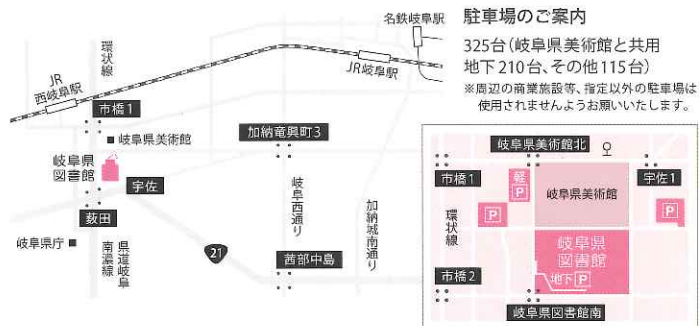 名鉄岐阜駅
JR岐阜駅
JR
西岐阜駅
環状線
市橋1
岐阜県美術館
岐阜県
図書館
宇佐
薮田
岐阜県庁
県道岐阜
南濃線
21
加納竜興町3
岐阜西通り
加納城南通り
茜部中島
駐車場のご案内
325台(岐阜県美術館と共用
地下210台、その他115台)
※周辺の商業施設等、指定以外の駐車場は
使用されませんようお願いいたします。
岐阜県美術館北
市橋1
軽
P
岐阜県美術館
宇佐1
P
P
環状線
岐阜県
図書館
地下P
市橋2
岐阜県図書館南